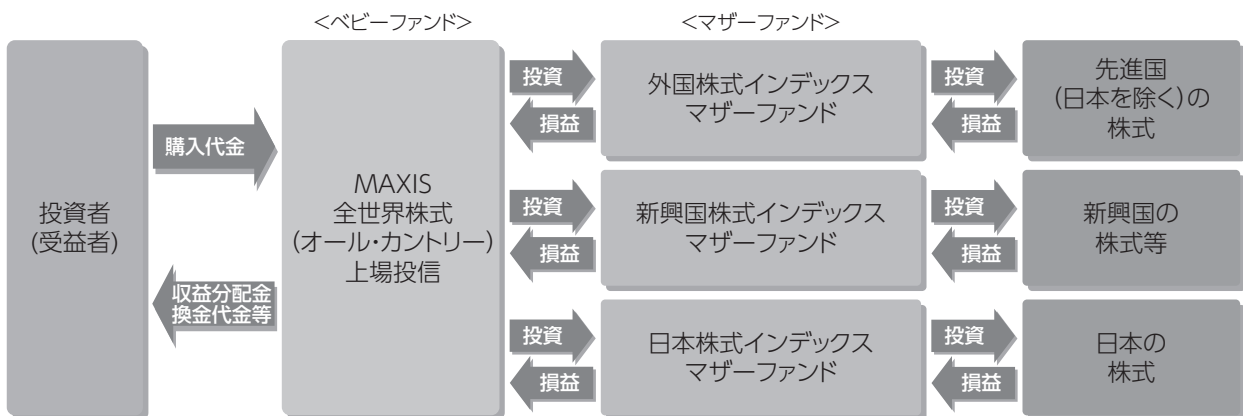 <ベビーファンド>
<マザーファンド>
投資者
(受益者)
購入代金
収益分配金
換金代金等
MAXIS
全世界株式
(オール・カントリー)
上場投信
投資
損益
外国株式インデックス
マザーファンド
投資
損益
先進国
(日本を除く)の
株式
投資
損益
新興国株式インデックス
マザーファンド
投資
損益
新興国の
株式等
投資
損益
日本株式インデックス
マザーファンド
投資
損益
日本の
株式